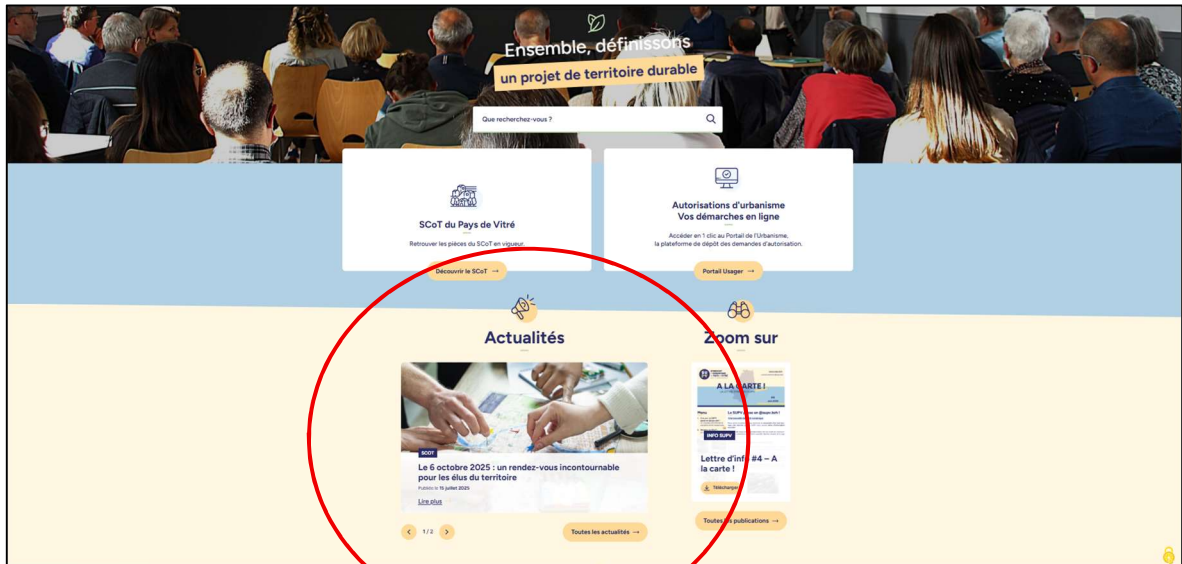 Ensemble, définissons
un projet de territoire durable
Que recherchez-vous ?
SCoT du Pays de Vitré
Retrouver les pièces du SCoT en vigueur.
Découvrir le SCoT →
Autorisations d'urbanisme
Vos démarches en ligne
Accéder en 1 clic au Portail de l'Urbanisme,
la plateforme de dépôt des demandes d'autorisation.
Portail Usager →
Actualités
SCOT
Le 6 octobre 2025 : un rendez-vous incontournable
pour les élus du territoire
Publié le 15 juillet 2025
Lire plus
1 / 2
Toutes les actualités →
Zoom sur
A LA CARTE !
Menu
INFO SUPV
Lettre d'info #4 – A
la carte !
Télécharger
Toutes les publications →